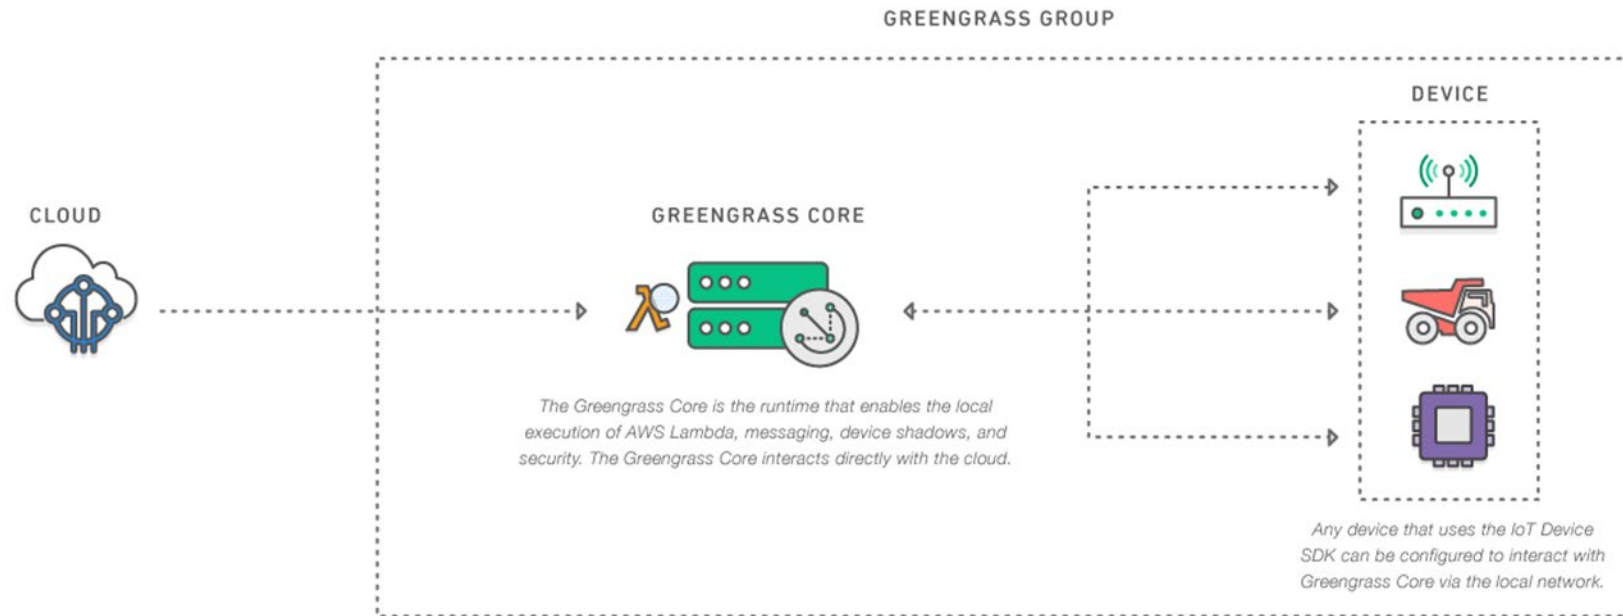 GREENGRASS GROUP
DEVICE
CLOUD
GREENGRASS CORE
The Greengrass Core is the runtime that enables the local
execution of AWS Lambda, messaging, device shadows, and
security. The Greengrass Core interacts directly with the cloud.
Any device that uses the IoT Device
SDK can be configured to interact with
Greengrass Core via the local network.